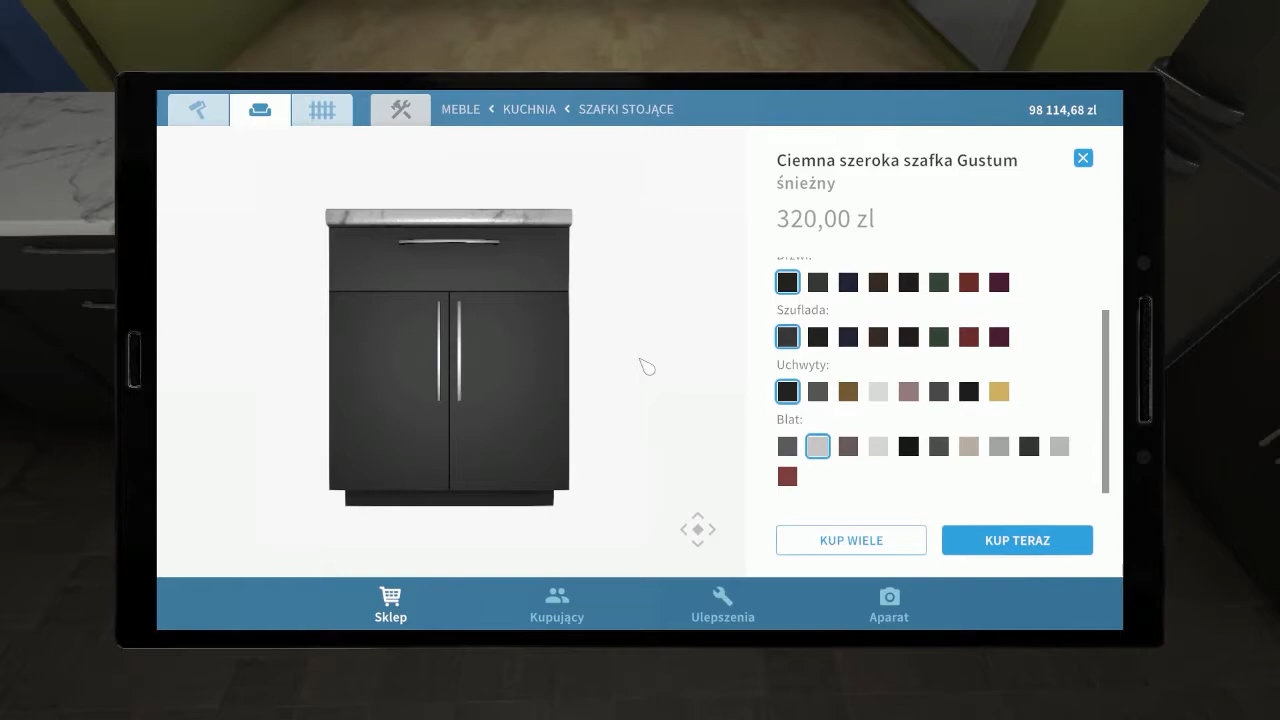 MEBLE < KUCHNIA < SZAFKI STOJĄCE
98 114,68 zl
Ciemna szeroka szafka Gustum
śnieżny
320,00 zl
Drzwi:
Szuflada:
Uchwyty:
Blat:
KUP WIELE
KUP TERAZ
Sklep
Kupujący
Ulepszenia
Aparat